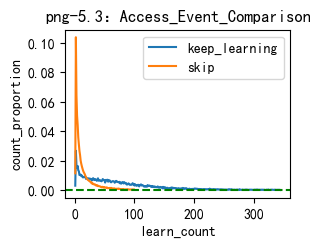 png-5.3：Access_Event_Comparison
keep_learning
skip
count_proportion
0.10
0.08
0.06
0.04
0.02
0.00
0 100 200 300
learn_count